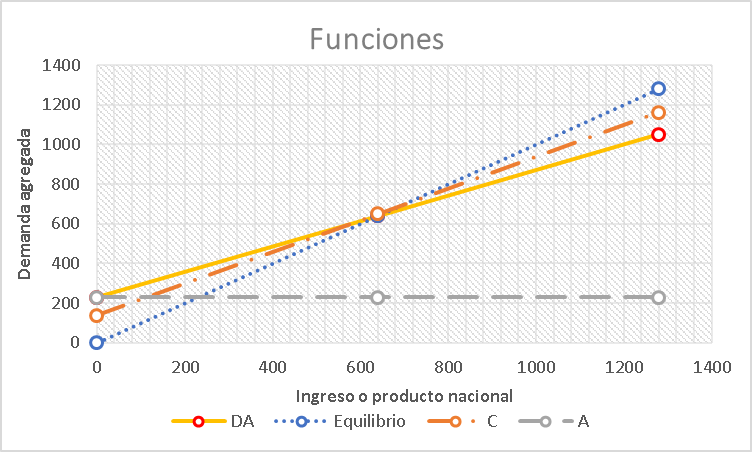 Funciones
1400
1200
1000
800
600
400
200
0
Demanda agregada
0 200 400 600 800 1000 1200 1400
Ingreso o producto nacional
DA Equilibrio C A